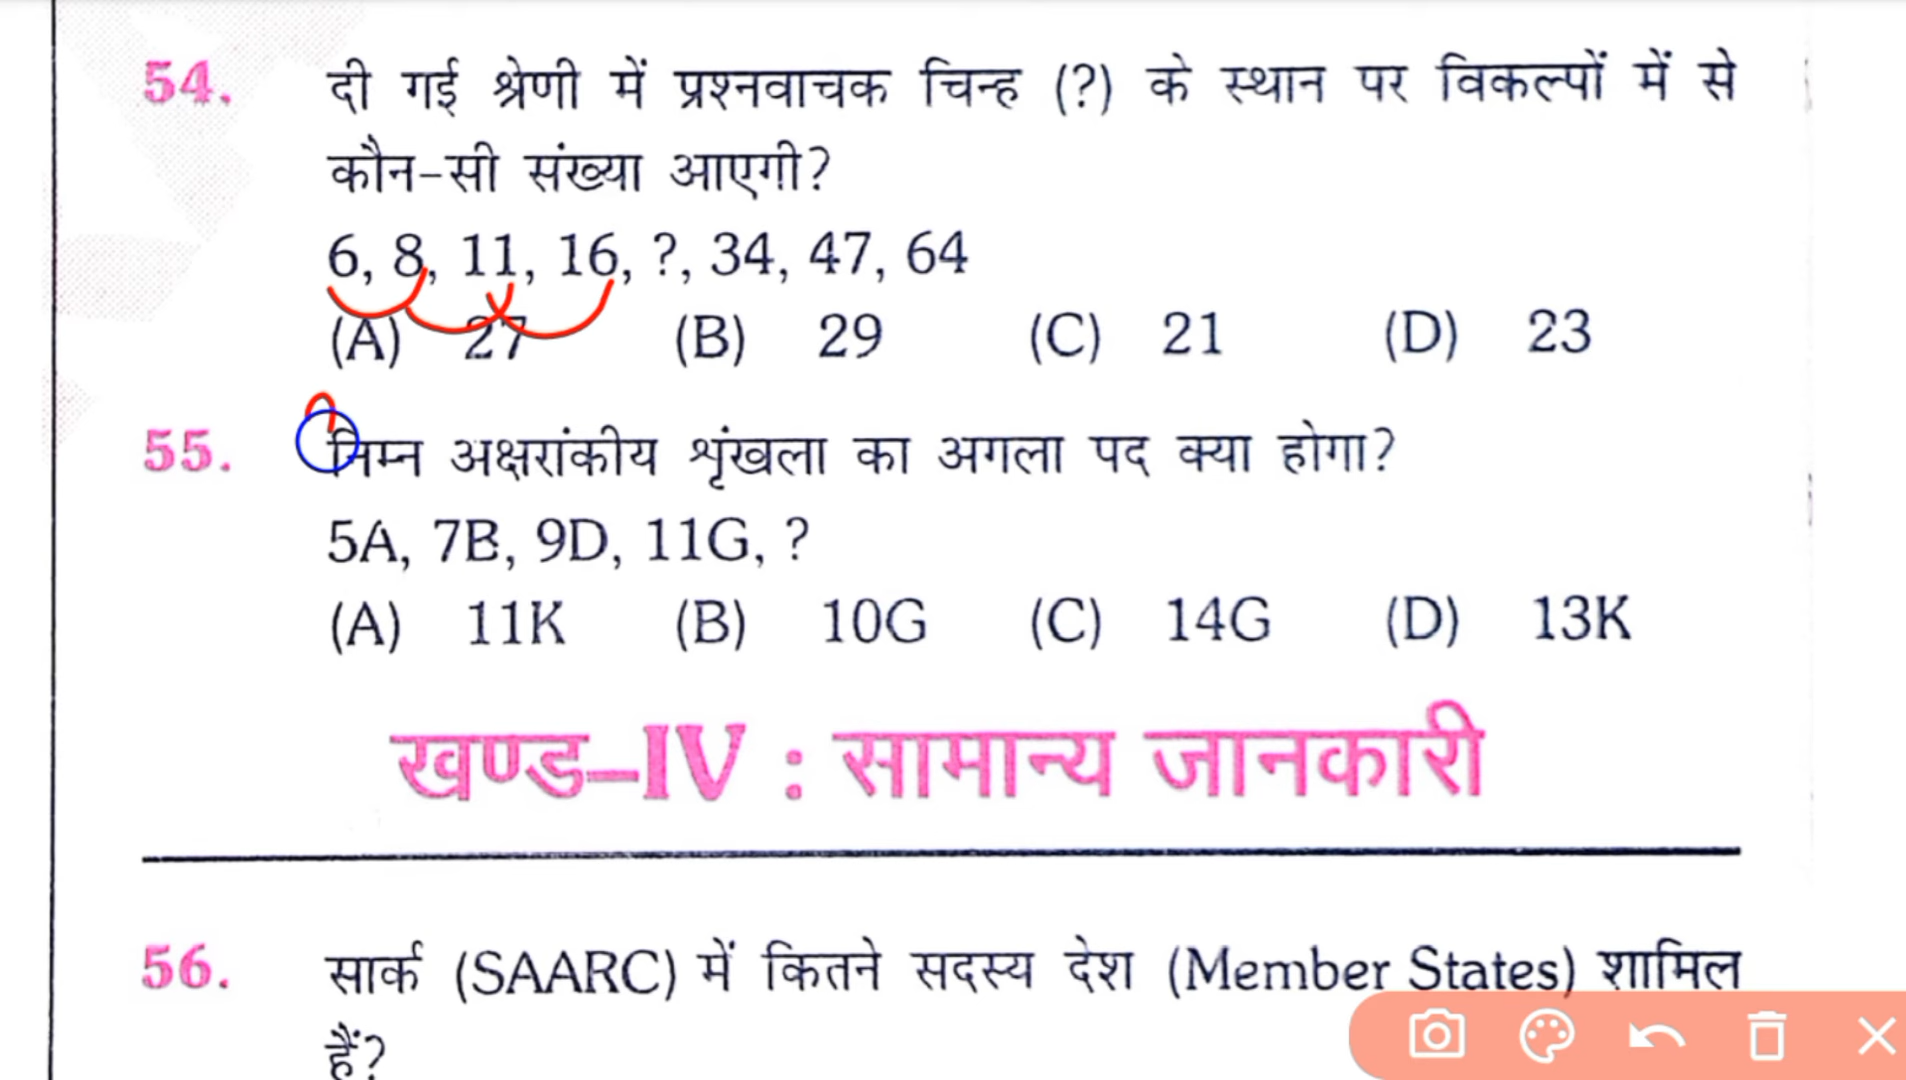 54. दी गई श्रेणी में प्रश्नवाचक चिन्ह (?) के स्थान पर विकल्पों में से
कौन-सी संख्या आएगी?
6, 8, 11, 16, ?, 34, 47, 64
(A) 27 (B) 29 (C) 21 (D) 23
55. निम्न अक्षरांकीय शृंखला का अगला पद क्या होगा?
5A, 7B, 9D, 11G, ?
(A) 11K (B) 10G (C) 14G (D) 13K
खण्ड–IV : सामान्य जानकारी
56. सार्क (SAARC) में कितने सदस्य देश (Member States) शामिल
हैं?